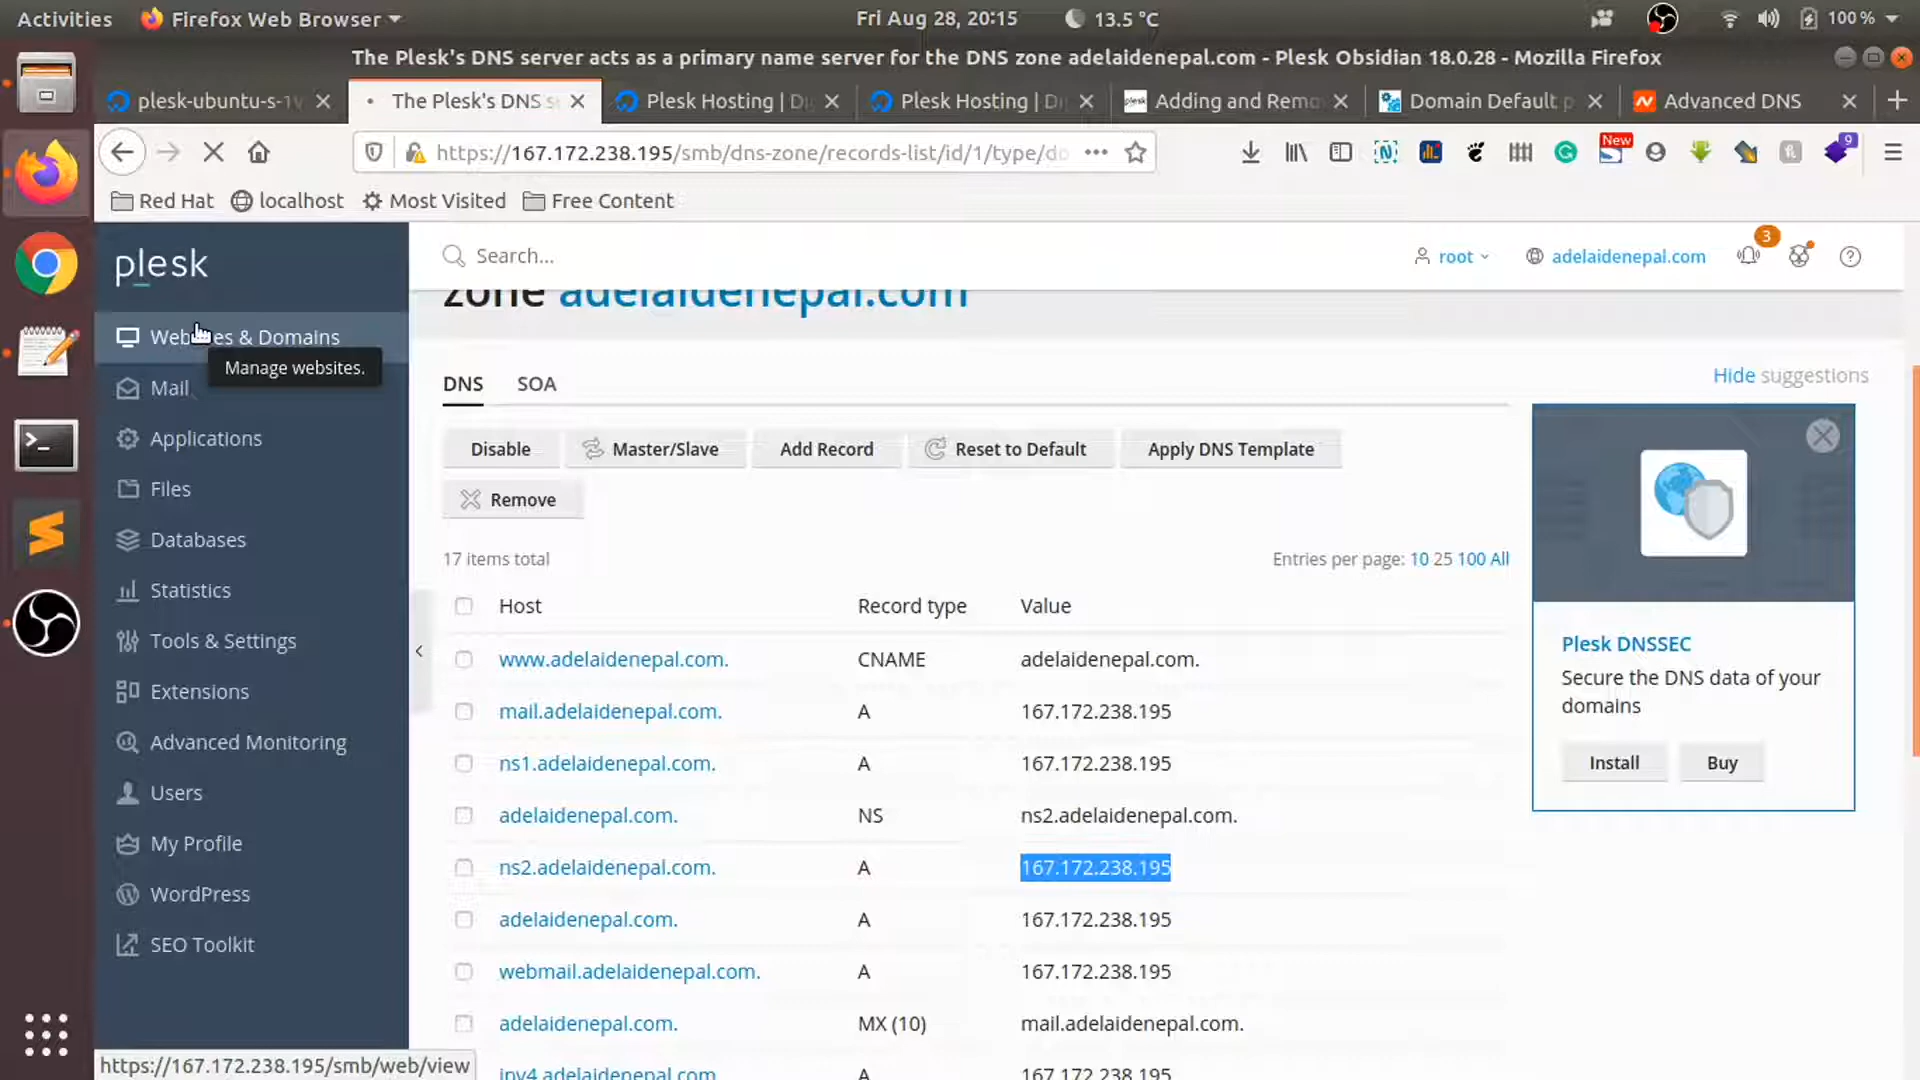 Activities
Firefox Web Browser
Fri Aug 28, 20:15
13.5 °C
100 %
The Plesk's DNS server acts as a primary name server for the DNS zone adelaidenepal.com - Plesk Obsidian 18.0.28 - Mozilla Firefox
plesk-ubuntu-s-1v
The Plesk's DNS s
Plesk Hosting | Di
Plesk Hosting | Di
plesk
Adding and Remo
Domain Default p
Advanced DNS
https://167.172.238.195/smb/dns-zone/records-list/id/1/type/do
New
9
Red Hat
localhost
Most Visited
Free Content
plesk
Search...
root
adelaidenepal.com
3
Websites & Domains
Manage websites.
Mail
Applications
Files
Databases
Statistics
Tools & Settings
Extensions
Advanced Monitoring
Users
My Profile
WordPress
SEO Toolkit
https://167.172.238.195/smb/web/view
zone adelaidenepal.com
DNS
SOA
Hide suggestions
Disable
Master/Slave
Add Record
Reset to Default
Apply DNS Template
Remove
17 items total
Entries per page: 10 25 100 All
Host Record type Value
www.adelaidenepal.com. CNAME adelaidenepal.com.
mail.adelaidenepal.com. A 167.172.238.195
ns1.adelaidenepal.com. A 167.172.238.195
adelaidenepal.com. NS ns2.adelaidenepal.com.
ns2.adelaidenepal.com. A 167.172.238.195
adelaidenepal.com. A 167.172.238.195
webmail.adelaidenepal.com. A 167.172.238.195
adelaidenepal.com. MX (10) mail.adelaidenepal.com.
ipv4.adelaidenepal.com A 167.172.238.195
Plesk DNSSEC
Secure the DNS data of your
domains
Install
Buy